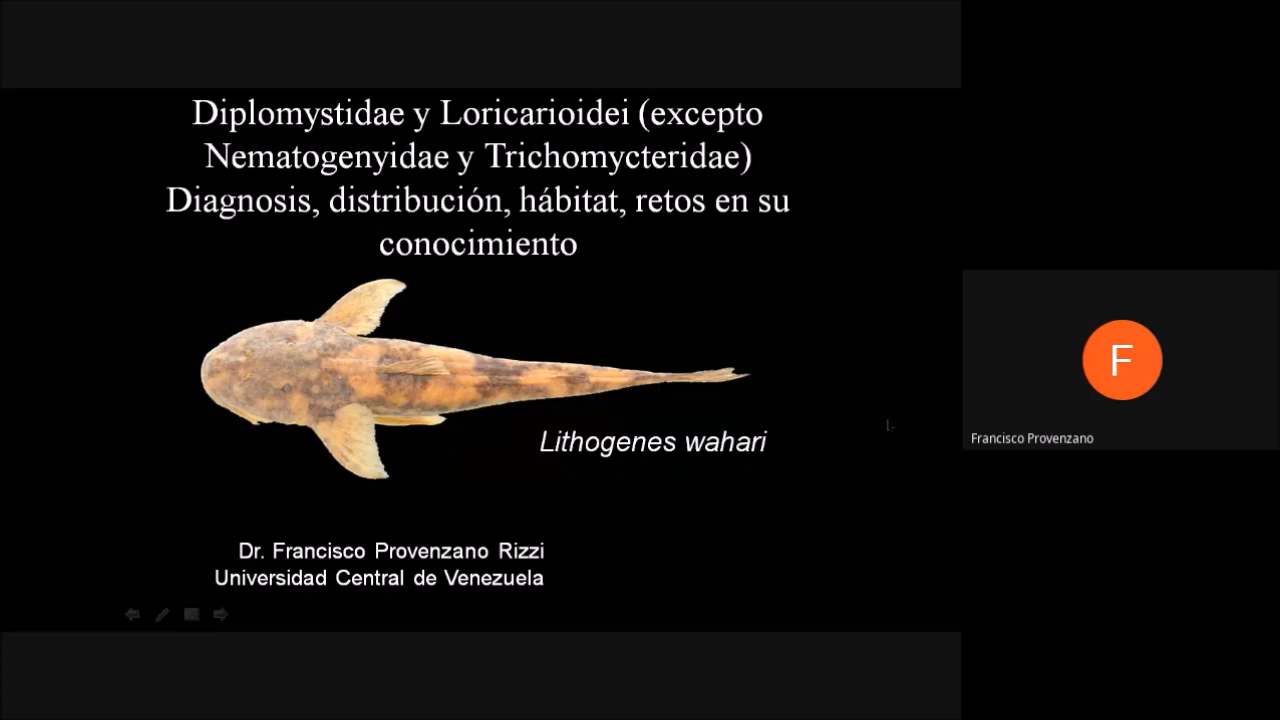 Diplomystidae y Loricarioidei (excepto
Nematogenyidae y Trichomycteridae)
Diagnosis, distribución, hábitat, retos en su
conocimiento
Lithogenes wahari
Dr. Francisco Provenzano Rizzi
Universidad Central de Venezuela
F
Francisco Provenzano